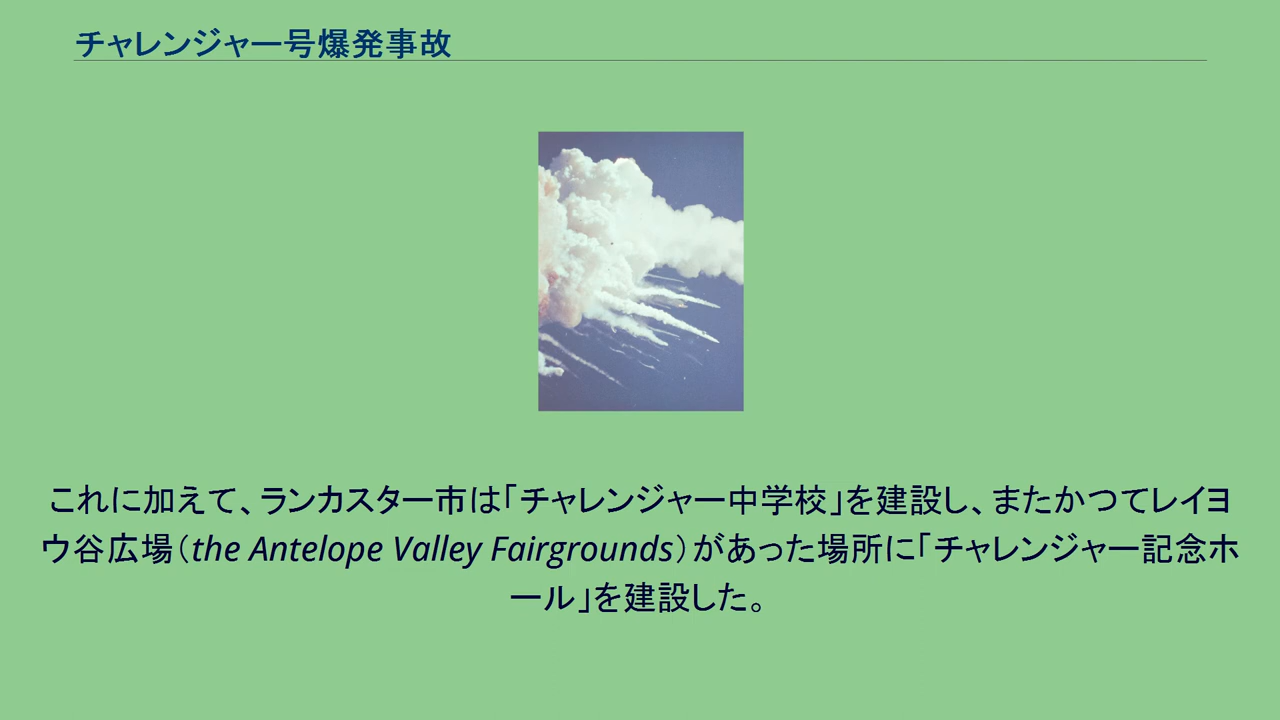 チャレンジャー号爆発事故
これに加えて、ランカスター市は「チャレンジャー中学校」を建設し、またかつてレイヨ
ウ谷広場（the Antelope Valley Fairgrounds）があった場所に「チャレンジャー記念ホ
ール」を建設した。